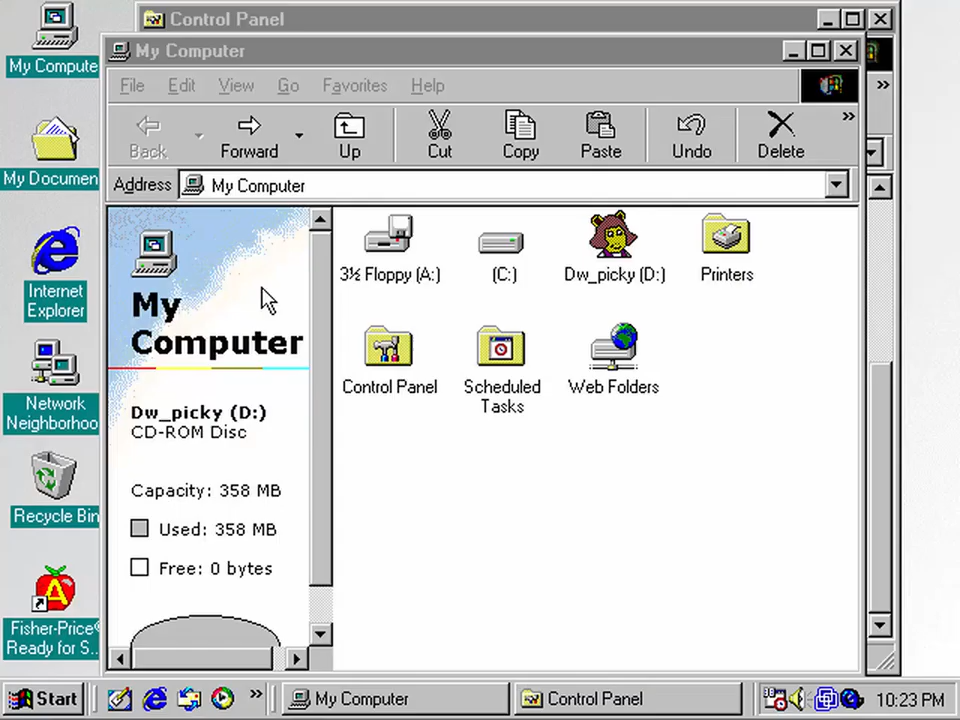 Control Panel
My Computer
File Edit View Go Favorites Help
Back Forward Up Cut Copy Paste Undo Delete
Address My Computer
My Compute
My Documen
Internet
Explorer
Network
Neighborhoo
Recycle Bin
Fisher-Price®
Ready for S...
My
Computer
Dw_picky (D:)
CD-ROM Disc
Capacity: 358 MB
Used: 358 MB
Free: 0 bytes
3½ Floppy (A:) (C:) Dw_picky (D:) Printers
Control Panel Scheduled Tasks Web Folders
Start My Computer Control Panel 10:23 PM